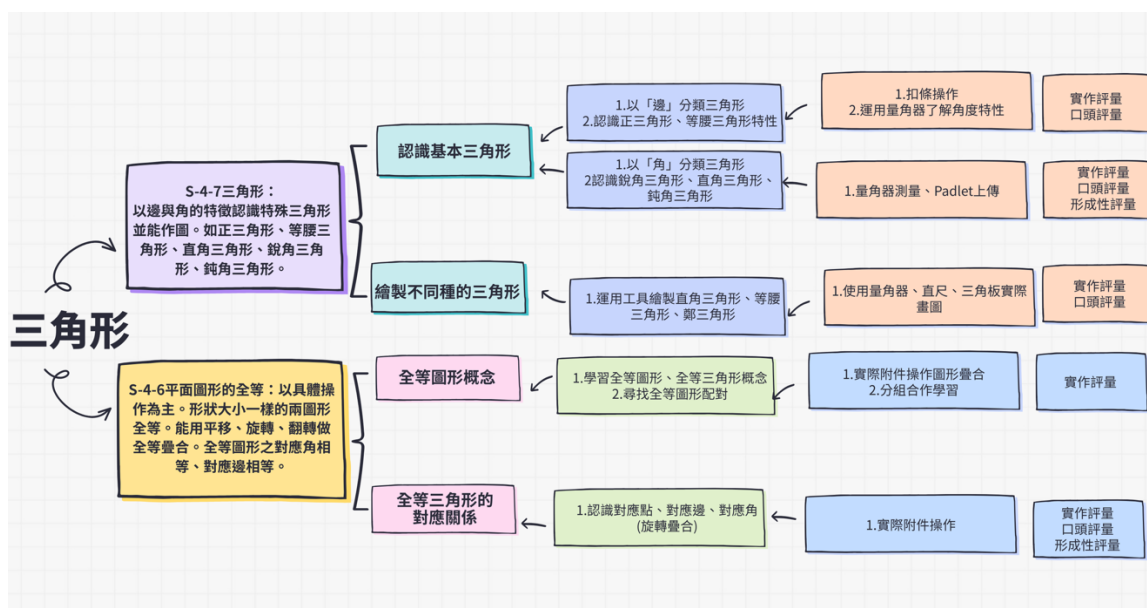 三角形
S-4-7三角形：
以邊與角的特徵認識特殊三角形
並能作圖。如正三角形、等腰三
角形、直角三角形、銳角三角
形、鈍角三角形。
認識基本三角形
1.以「邊」分類三角形
2.認識正三角形、等腰三角形特性
1.扣條操作
2.運用量角器了解角度特性
實作評量
口頭評量
1.以「角」分類三角形
2認識銳角三角形、直角三角形、
鈍角三角形
1.量角器測量、Padlet上傳
實作評量
口頭評量
形成性評量
繪製不同種的三角形
1.運用工具繪製直角三角形、等腰
三角形、鄭三角形
1.使用量角器、直尺、三角板實際
畫圖
實作評量
口頭評量
S-4-6平面圖形的全等：以具體操
作為主。形狀大小一樣的兩圖形
全等。能用平移、旋轉、翻轉做
全等疊合。全等圖形之對應角相
等、對應邊相等。
全等圖形概念
1.學習全等圖形、全等三角形概念
2.尋找全等圖形配對
1.實際附件操作圖形疊合
2.分組合作學習
實作評量
全等三角形的
對應關係
1.認識對應點、對應邊、對應角
(旋轉疊合)
1.實際附件操作
實作評量
口頭評量
形成性評量